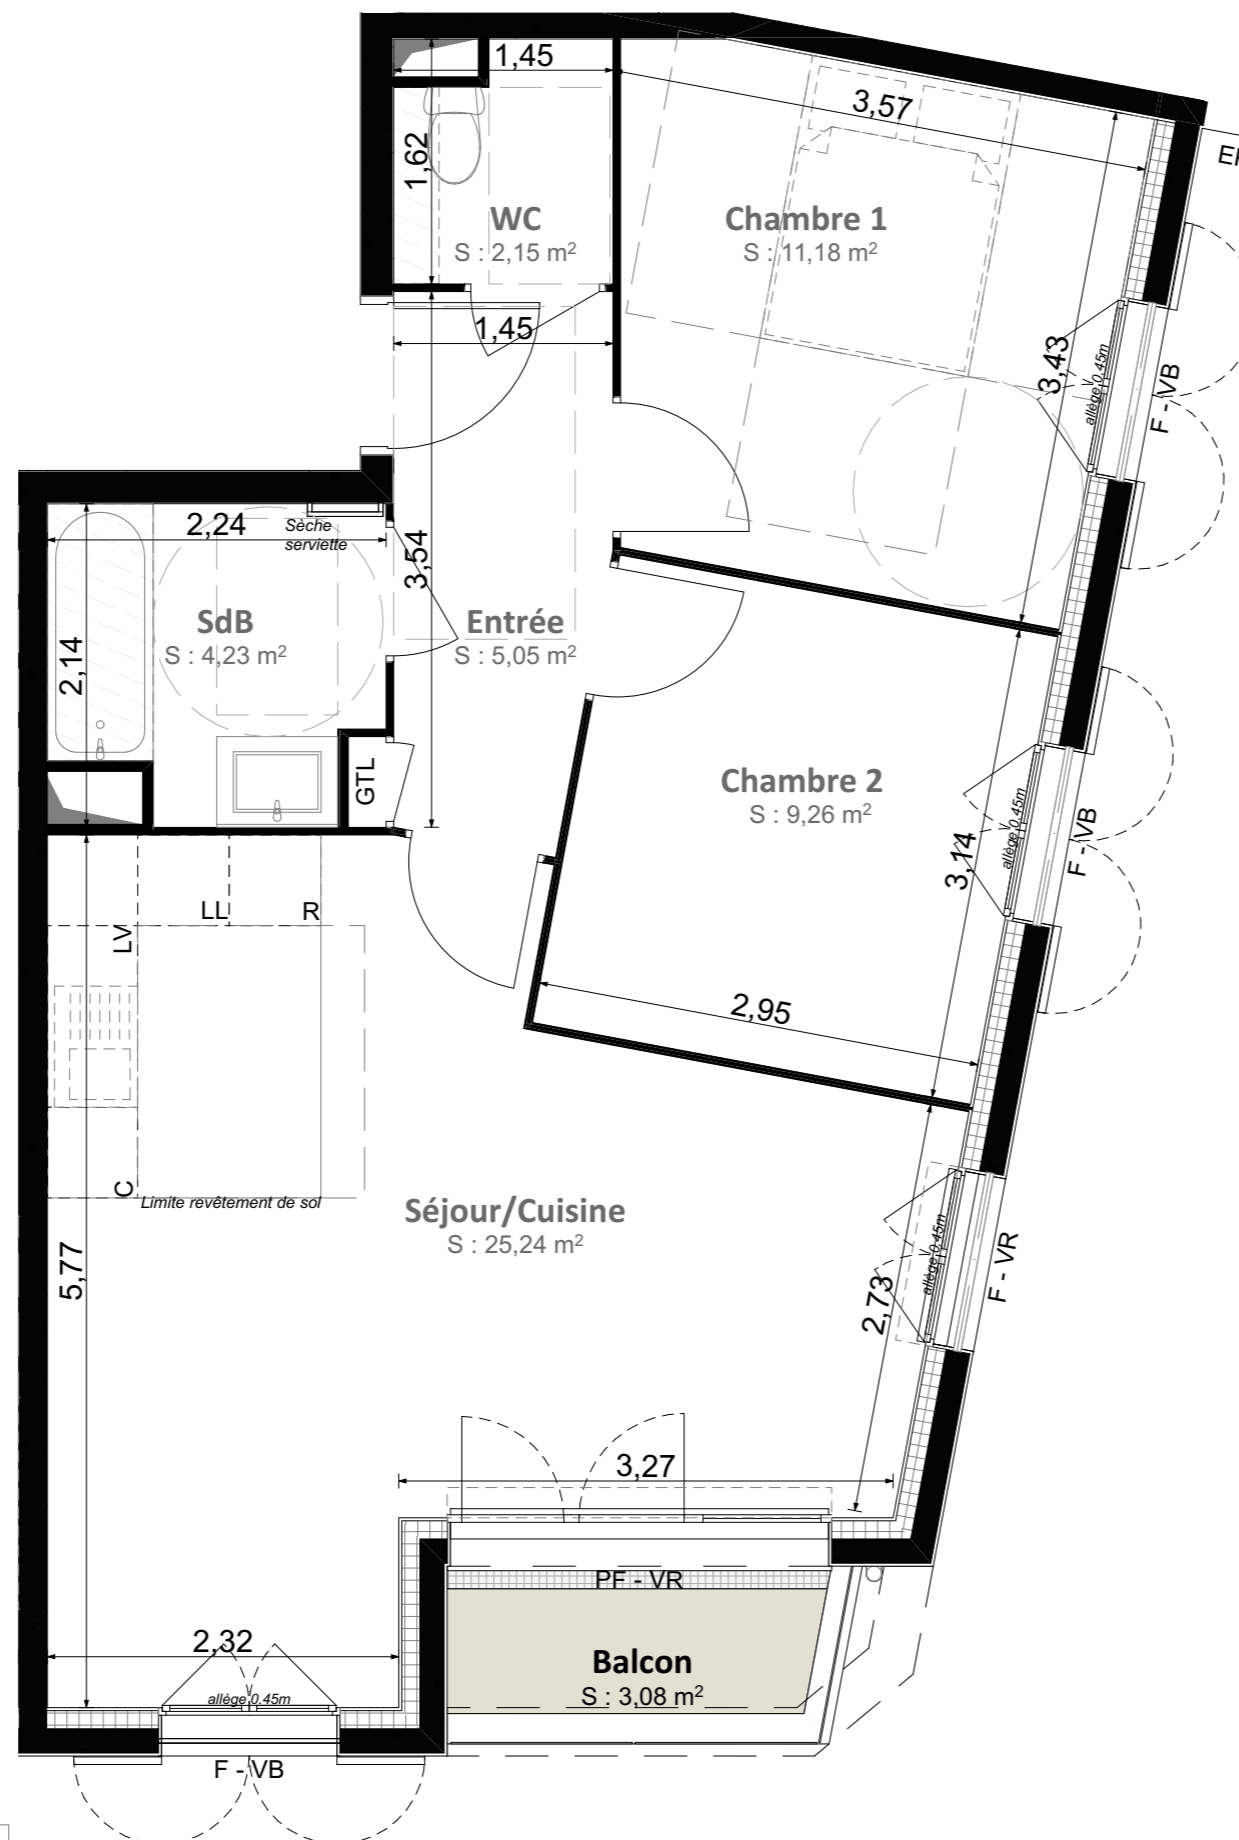 1,45
3,57
EP
1,62
WC
S : 2,15 m²
Chambre 1
S : 11,18 m²
1,45
3,43
allège 0.45m
F - VB
2,24
Sèche
serviette
3,54
SdB
S : 4,23 m²
Entrée
S : 5,05 m²
2,14
GTL
Chambre 2
S : 9,26 m²
allège 0.45m
F - VB
3,14
LL
R
LV
2,95
C
Limite revêtement de sol
Séjour/Cuisine
S : 25,24 m²
5,77
allège 0.45m
F - VR
2,73
3,27
PF - VR
2,32
Balcon
S : 3,08 m²
allège 0.45m
F - VB